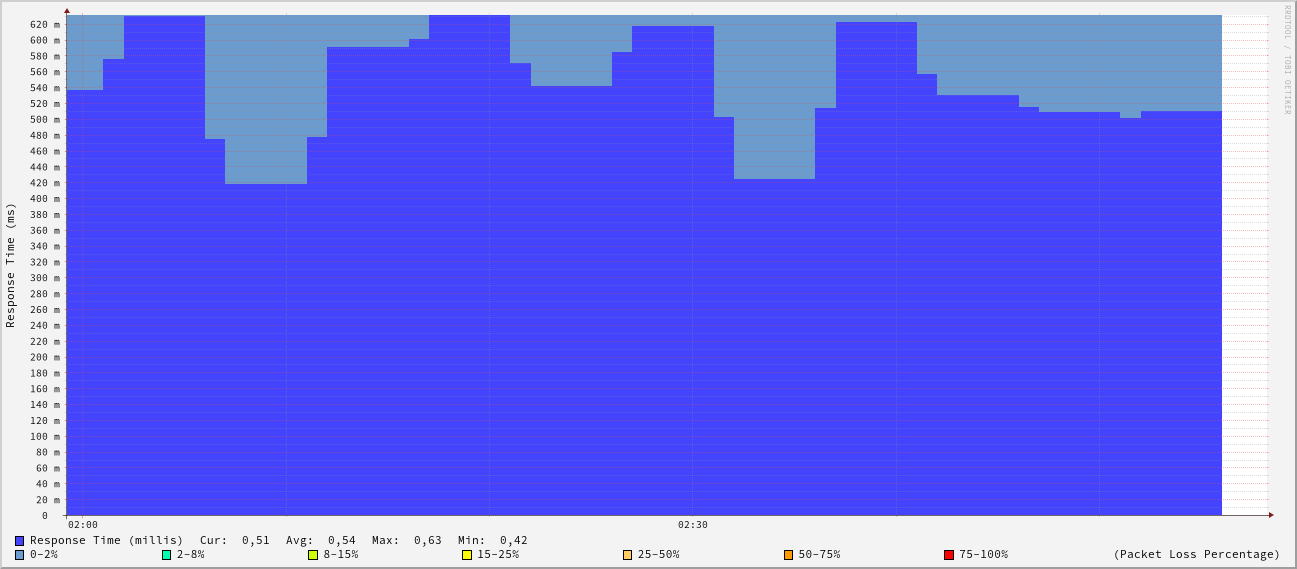 RRDTOOL / TOBI OETIKER
Response Time (ms)
620 m
600 m
580 m
560 m
540 m
520 m
500 m
480 m
460 m
440 m
420 m
400 m
380 m
360 m
340 m
320 m
300 m
280 m
260 m
240 m
220 m
200 m
180 m
160 m
140 m
120 m
100 m
80 m
60 m
40 m
20 m
0
02:00 02:30
Response Time (millis) Cur: 0,51 Avg: 0,54 Max: 0,63 Min: 0,42
0-2% 2-8% 8-15% 15-25% 25-50% 50-75% 75-100% (Packet Loss Percentage)